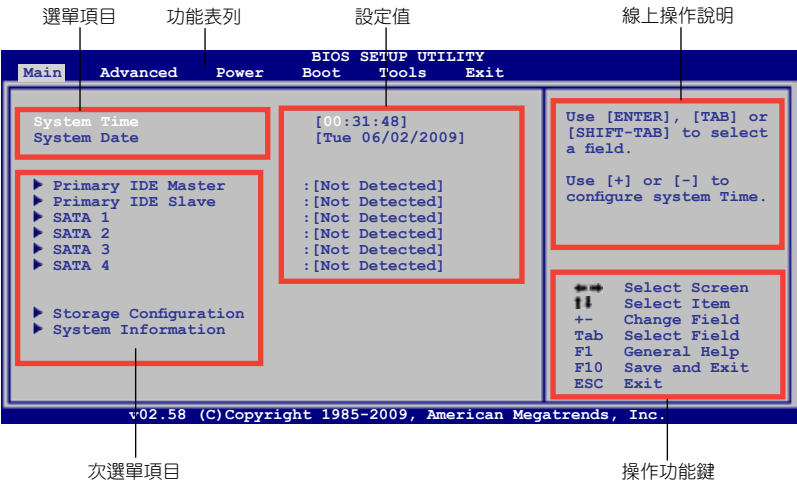 選單項目 功能表列 設定值 線上操作說明
BIOS SETUP UTILITY
Main Advanced Power Boot Tools Exit
System Time [00:31:48]
System Date [Tue 06/02/2009]
Primary IDE Master :[Not Detected]
Primary IDE Slave :[Not Detected]
SATA 1 :[Not Detected]
SATA 2 :[Not Detected]
SATA 3 :[Not Detected]
SATA 4 :[Not Detected]
Storage Configuration
System Information
Use [ENTER], [TAB] or
[SHIFT-TAB] to select
a field.
Use [+] or [-] to
configure system Time.
←→ Select Screen
↑↓ Select Item
+- Change Field
Tab Select Field
F1 General Help
F10 Save and Exit
ESC Exit
v02.58 (C)Copyright 1985-2009, American Megatrends, Inc.
次選單項目 操作功能鍵